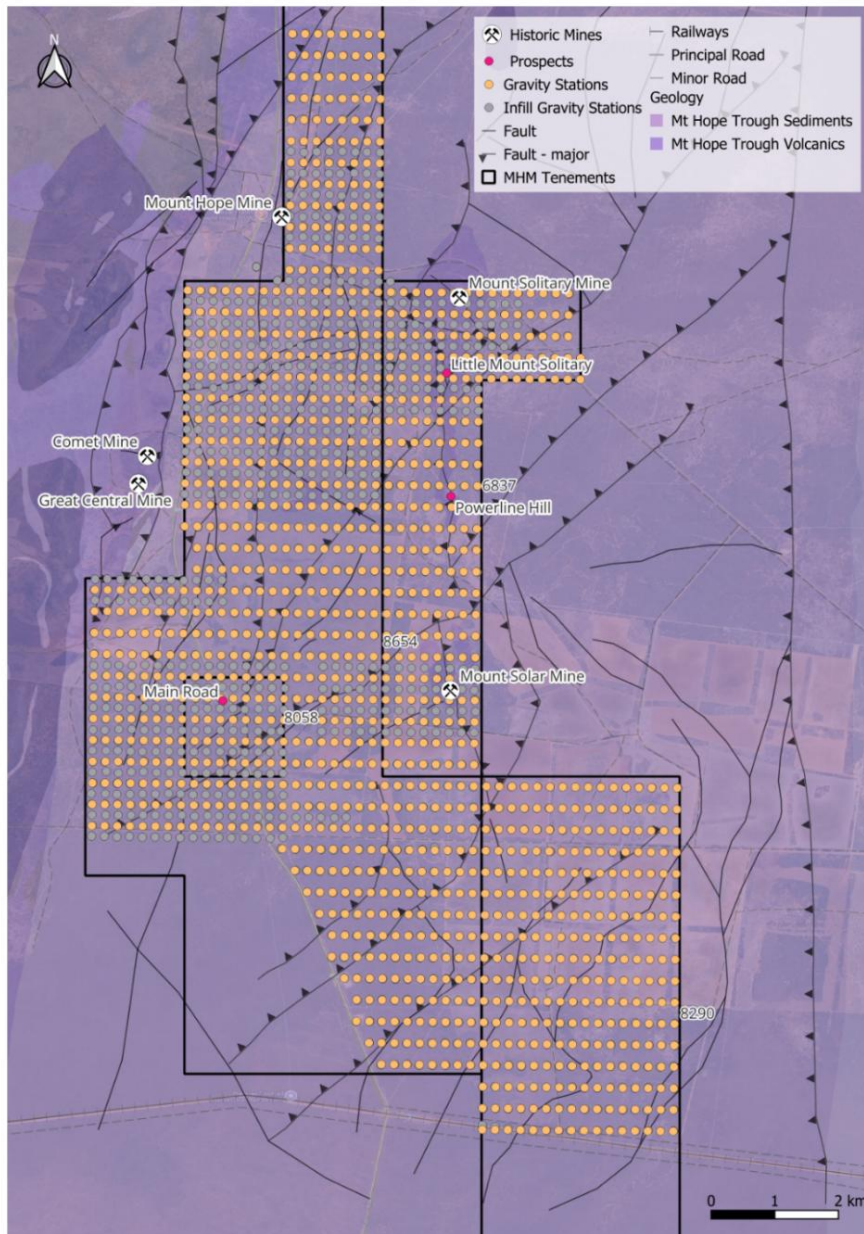 N
Historic Mines
Prospects
Gravity Stations
Infill Gravity Stations
Fault
Fault - major
MHM Tenements
Railways
Principal Road
Minor Road
Geology
Mt Hope Trough Sediments
Mt Hope Trough Volcanics
Mount Hope Mine
Mount Solitary Mine
Little Mount Solitary
Comet Mine
Great Central Mine
6837
Powerline Hill
8654
Mount Solar Mine
Main Road
8058
8290
0 1 2 km